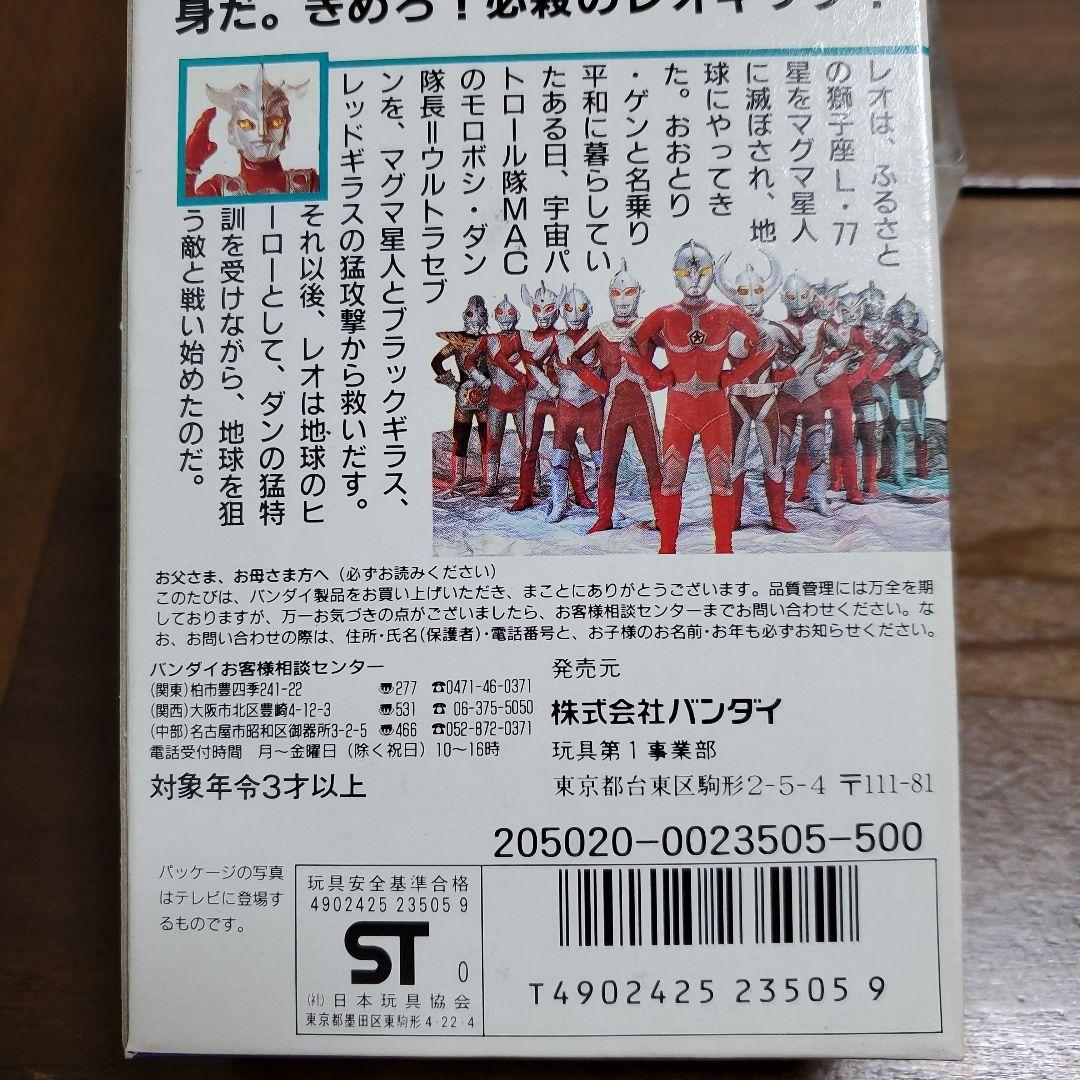 身だ。きめろ！必殺のレオキック！
レオは、ふるさと
の獅子座L・77
星をマグマ星人
に滅ぼされ、地
球にやってき
た。おおとり
・ゲンと名乗り
平和に暮らしてい
たある日、宇宙パ
トロール隊MAC
のモロボシ・ダン
隊長＝ウルトラセブ
ンを、マグマ星人とブラックギラス、
レッドギラスの猛攻撃から救いだす。
それ以後、レオは地球のヒ
ーローとして、ダンの猛特
訓を受けながら、地球を狙
う敵と戦い始めたのだ。
お父さま、お母さま方へ（必ずお読みください）
このたびは、バンダイ製品をお買い上げいただき、まことにありがとうございます。品質管理には万全を期
しておりますが、万一お気づきの点がございましたら、お客様相談センターまでお問い合わせください。な
お、お問い合わせの際は、住所・氏名(保護者)・電話番号と、お子様のお名前・お年も必ずお知らせください。
バンダイお客様相談センター
(関東)柏市豊四季241-22 〠277 ☎0471-46-0371
(関西)大阪市北区豊崎4-12-3 〠531 ☎06-375-5050
(中部)名古屋市昭和区御器所3-2-5 〠466 ☎052-872-0371
電話受付時間 月～金曜日（除く祝日）10～16時
対象年令3才以上
発売元
株式会社バンダイ
玩具第1事業部
東京都台東区駒形2-5-4 〒111-81
205020-0023505-500
パッケージの写真
はテレビに登場す
るものです。
玩具安全基準合格
4902425 23505 9
ST 0
(社)日本玩具協会
東京都墨田区東駒形4-22-4
T4902425 23505 9